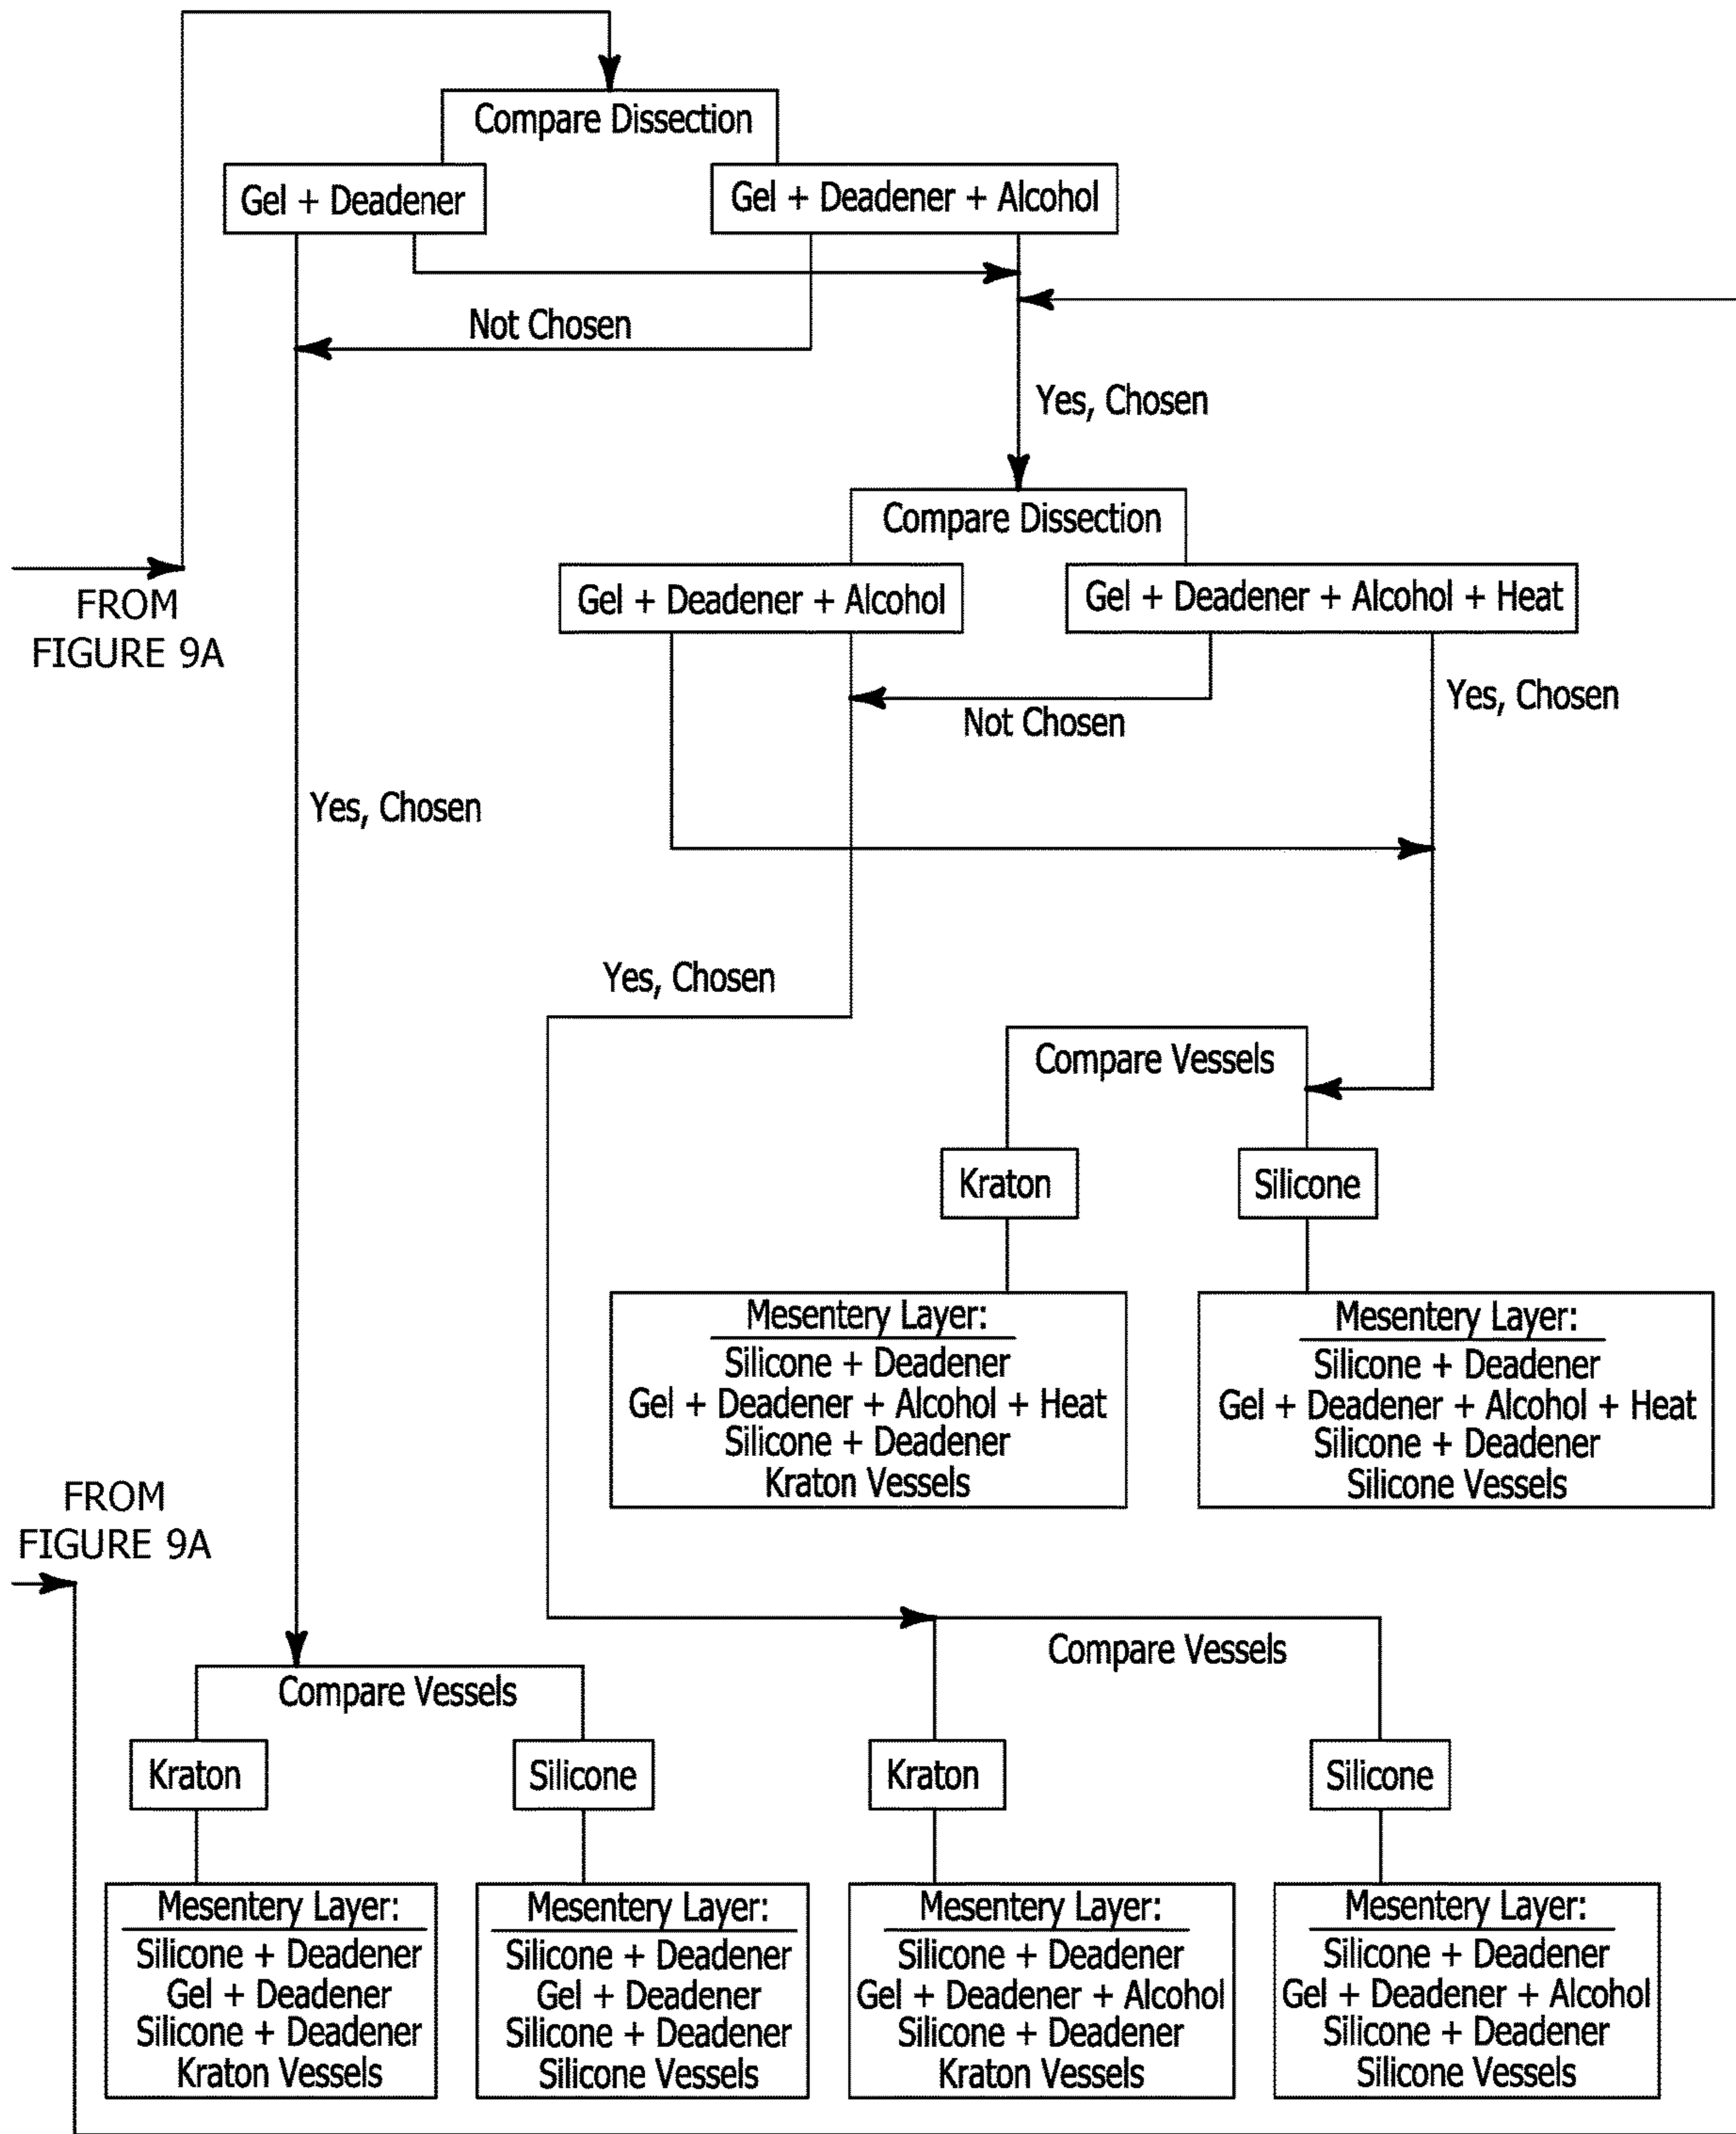 Compare Dissection
Gel + Deadener
Gel + Deadener + Alcohol
Not Chosen
Yes, Chosen
Compare Dissection
Gel + Deadener + Alcohol
Gel + Deadener + Alcohol + Heat
FROM
FIGURE 9A
Not Chosen
Yes, Chosen
Yes, Chosen
Yes, Chosen
Compare Vessels
Kraton
Silicone
Mesentery Layer:
Silicone + Deadener
Gel + Deadener + Alcohol + Heat
Silicone + Deadener
Kraton Vessels
Mesentery Layer:
Silicone + Deadener
Gel + Deadener + Alcohol + Heat
Silicone + Deadener
Silicone Vessels
FROM
FIGURE 9A
Compare Vessels
Compare Vessels
Kraton
Silicone
Kraton
Silicone
Mesentery Layer:
Silicone + Deadener
Gel + Deadener
Silicone + Deadener
Kraton Vessels
Mesentery Layer:
Silicone + Deadener
Gel + Deadener
Silicone + Deadener
Silicone Vessels
Mesentery Layer:
Silicone + Deadener
Gel + Deadener + Alcohol
Silicone + Deadener
Kraton Vessels
Mesentery Layer:
Silicone + Deadener
Gel + Deadener + Alcohol
Silicone + Deadener
Silicone Vessels